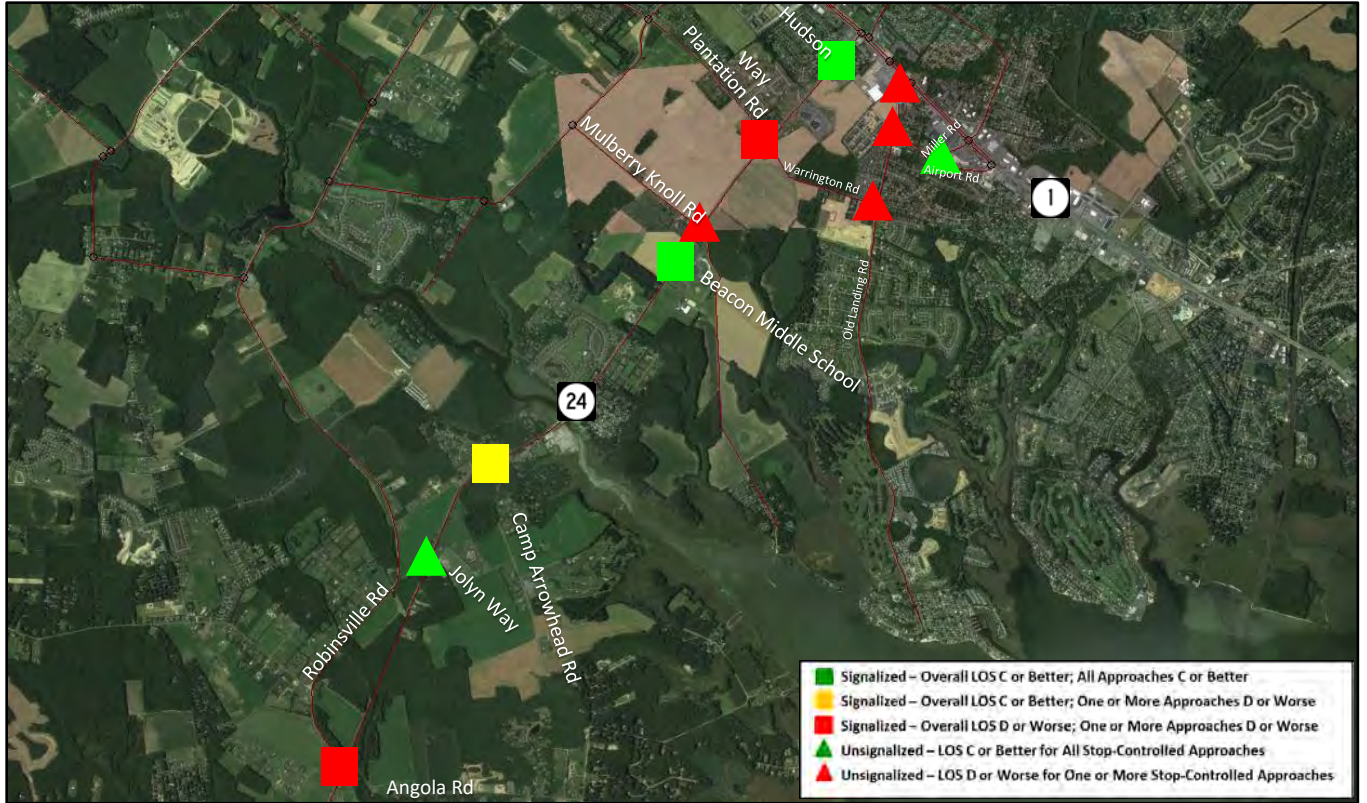 Hudson
Way
Plantation Rd
Mulberry Knoll Rd
Miller Rd
Airport Rd
Warrington Rd
1
Old Landing Rd
Beacon Middle School
24
Camp Arrowhead Rd
Jolyn Way
Robinsville Rd
Angola Rd
Signalized – Overall LOS C or Better; All Approaches C or Better
Signalized – Overall LOS C or Better; One or More Approaches D or Worse
Signalized – Overall LOS D or Worse; One or More Approaches D or Worse
Unsignalized – LOS C or Better for All Stop-Controlled Approaches
Unsignalized – LOS D or Worse for One or More Stop-Controlled Approaches